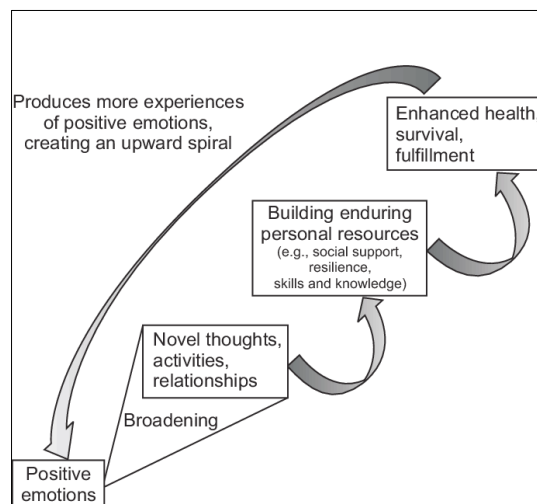 Produces more experiences
of positive emotions,
creating an upward spiral
Enhanced health,
survival,
fulfillment
Building enduring
personal resources
(e.g., social support,
resilience,
skills and knowledge)
Novel thoughts,
activities,
relationships
Broadening
Positive
emotions